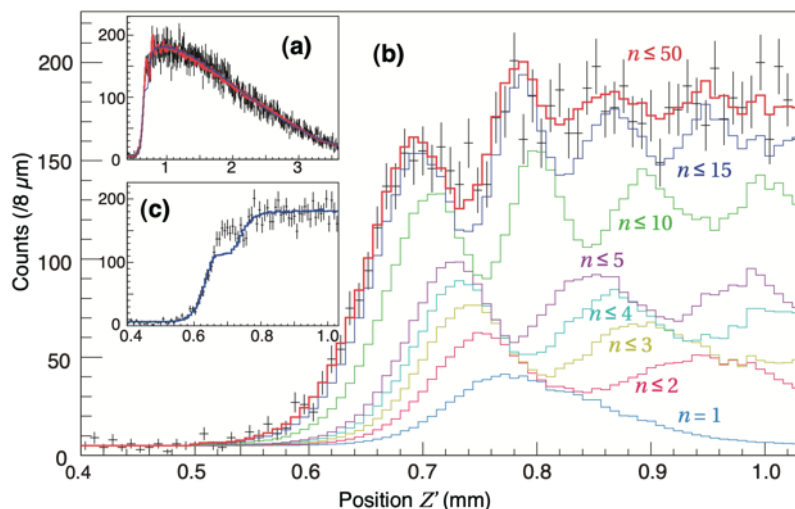 (a)
200
100
0
1
2
3
(b)
n ≤ 50
n ≤ 15
n ≤ 10
n ≤ 5
n ≤ 4
n ≤ 3
n ≤ 2
n = 1
(c)
200
100
0
0.4
0.6
0.8
1.0
Counts (/8 μm)
200
150
100
50
0
0.4
0.5
0.6
0.7
0.8
0.9
1.0
Position Z' (mm)